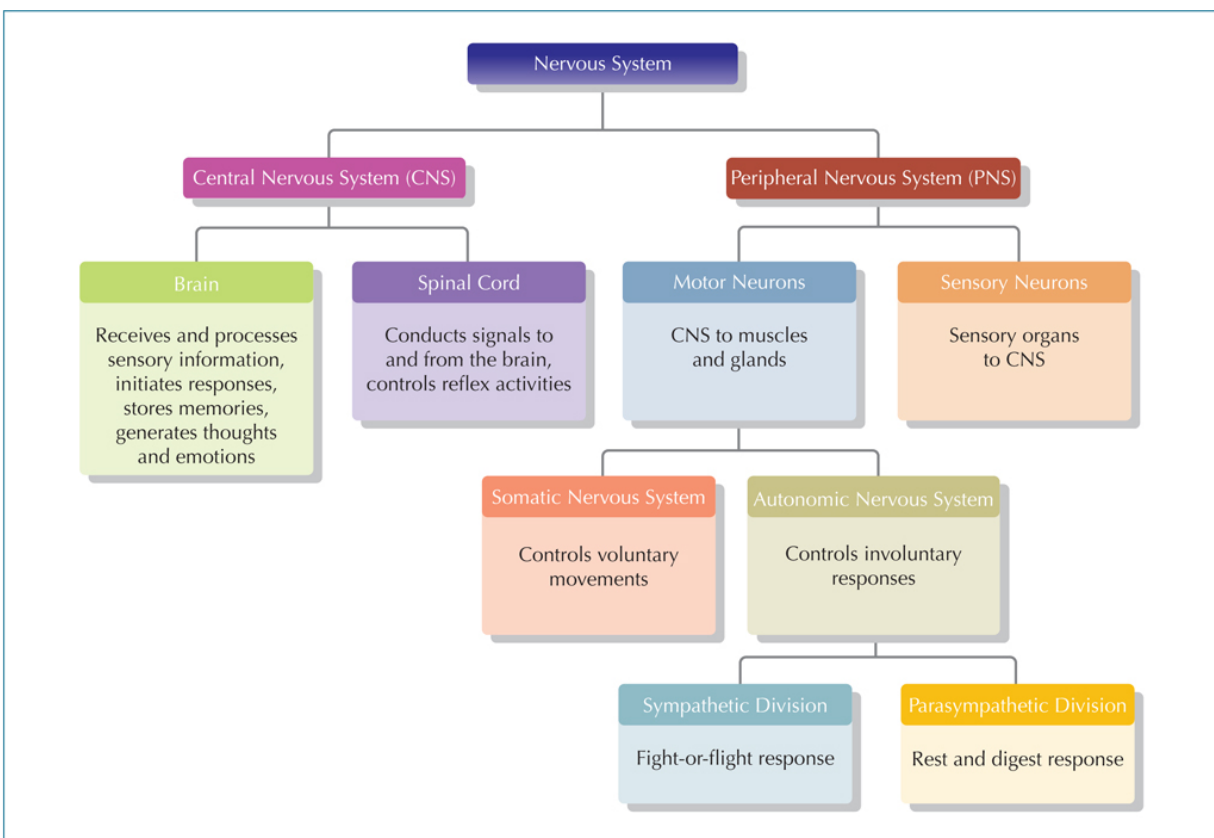 Nervous System
Central Nervous System (CNS)
Peripheral Nervous System (PNS)
Brain
Receives and processes
sensory information,
initiates responses,
stores memories,
generates thoughts
and emotions
Spinal Cord
Conducts signals to
and from the brain,
controls reflex activities
Motor Neurons
CNS to muscles
and glands
Sensory Neurons
Sensory organs
to CNS
Somatic Nervous System
Controls voluntary
movements
Autonomic Nervous System
Controls involuntary
responses
Sympathetic Division
Fight-or-flight response
Parasympathetic Division
Rest and digest response